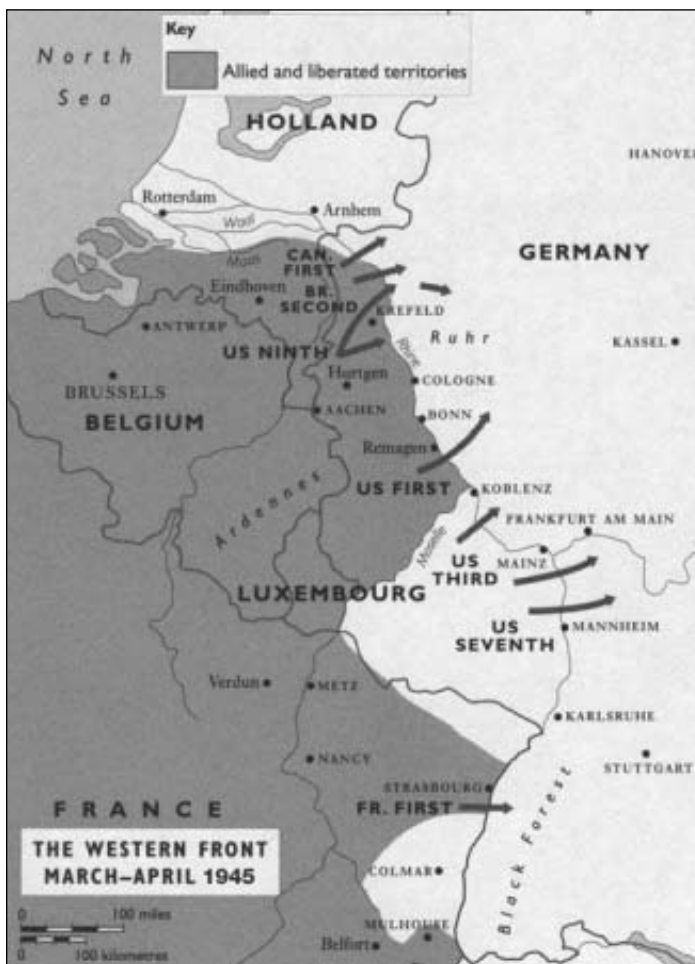 Key
Allied and liberated territories
North
Sea
HOLLAND
HANOVER
Rotterdam
Arnhem
Waal
Maas
CAN.
FIRST
GERMANY
Eindhoven
BR.
SECOND
KREFELD
ANTWERP
US NINTH
Ruhr
KASSEL
Rhine
Hurtgen
BRUSSELS
COLOGNE
BELGIUM
AACHEN
BONN
Remagen
US FIRST
KOBLENZ
Ardennes
FRANKFURT AM MAIN
Moselle
US
THIRD
MAINZ
LUXEMBOURG
US
SEVENTH
MANNHEIM
Verdun
METZ
KARLSRUHE
NANCY
STUTTGART
STRASBOURG
FRANCE
FR. FIRST
Black Forest
THE WESTERN FRONT
MARCH–APRIL 1945
COLMAR
0 100 miles
0 100 kilometres
MULHOUSE
Belfort